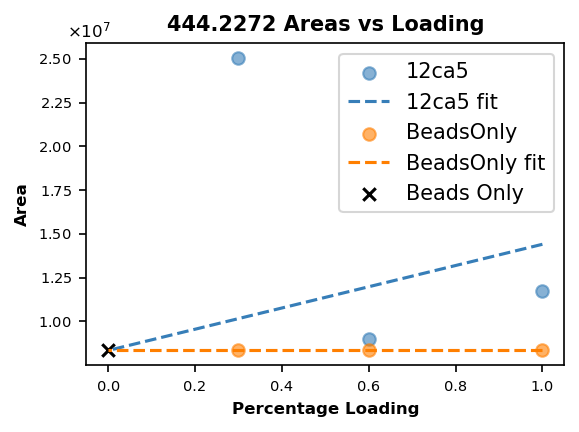 444.2272 Areas vs Loading
×10⁷
2.50
2.25
2.00
1.75
1.50
1.25
1.00
Area
12ca5
12ca5 fit
BeadsOnly
BeadsOnly fit
Beads Only
0.0 0.2 0.4 0.6 0.8 1.0
Percentage Loading